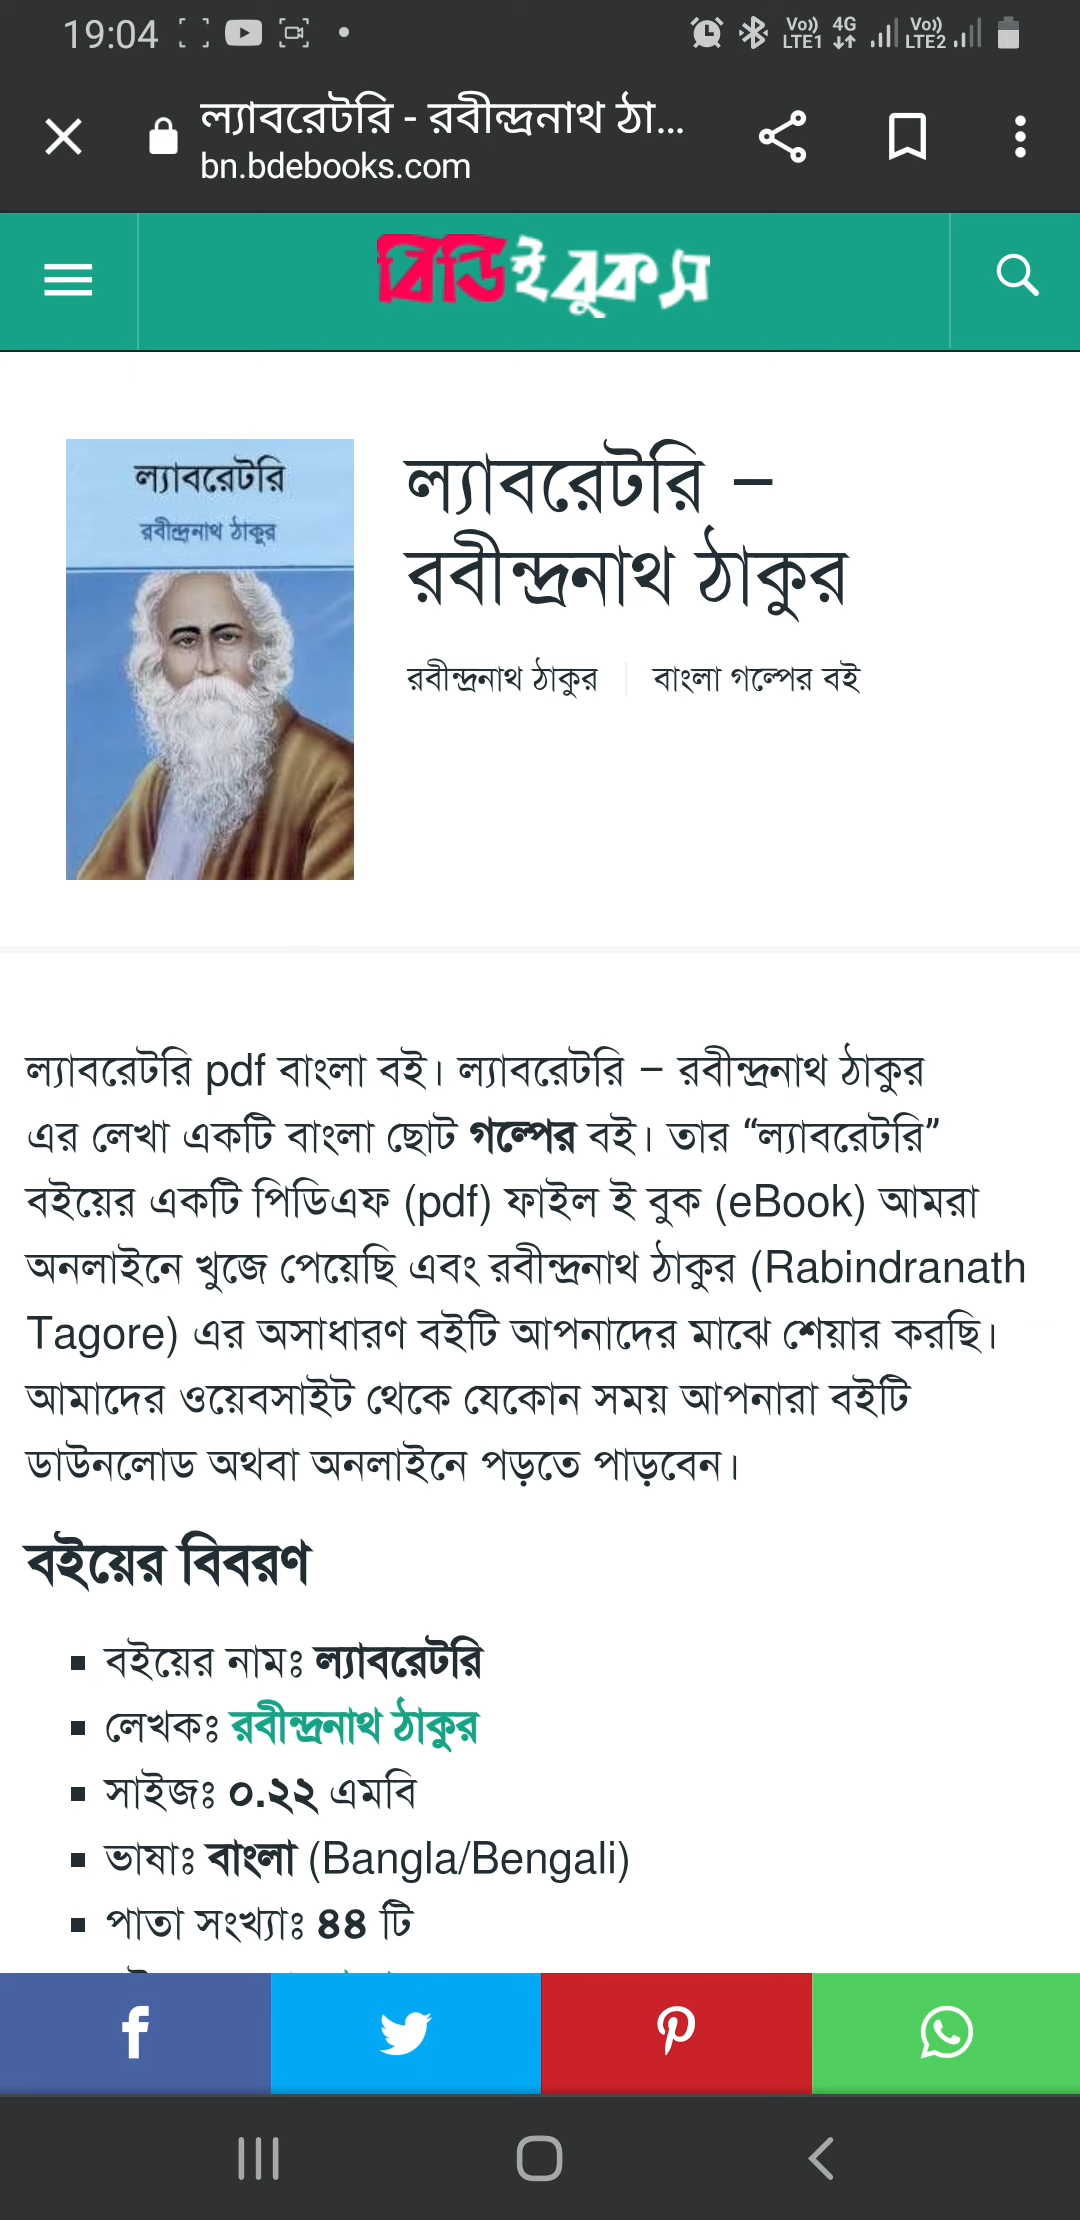 19:04
Vo)) LTE1 4G Vo)) LTE2
ল্যাবরেটরি - রবীন্দ্রনাথ ঠা...
bn.bdebooks.com
বিডিইবুকস
ল্যাবরেটরি
রবীন্দ্রনাথ ঠাকুর
ল্যাবরেটরি –
রবীন্দ্রনাথ ঠাকুর
রবীন্দ্রনাথ ঠাকুর বাংলা গল্পের বই
ল্যাবরেটরি pdf বাংলা বই। ল্যাবরেটরি – রবীন্দ্রনাথ ঠাকুর
এর লেখা একটি বাংলা ছোট গল্পের বই। তার “ল্যাবরেটরি”
বইয়ের একটি পিডিএফ (pdf) ফাইল ই বুক (eBook) আমরা
অনলাইনে খুজে পেয়েছি এবং রবীন্দ্রনাথ ঠাকুর (Rabindranath
Tagore) এর অসাধারণ বইটি আপনাদের মাঝে শেয়ার করছি।
আমাদের ওয়েবসাইট থেকে যেকোন সময় আপনারা বইটি
ডাউনলোড অথবা অনলাইনে পড়তে পাড়বেন।
বইয়ের বিবরণ
বইয়ের নামঃ ল্যাবরেটরি
লেখকঃ রবীন্দ্রনাথ ঠাকুর
সাইজঃ ০.২২ এমবি
ভাষাঃ বাংলা (Bangla/Bengali)
পাতা সংখ্যাঃ ৪৪ টি